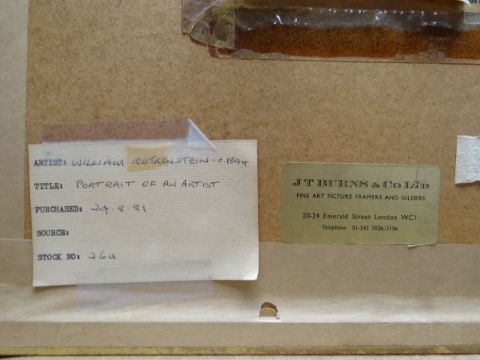 ARTIST: WILLIAM ROTHENSTEIN - c.1894
TITLE: PORTRAIT OF AN ARTIST
PURCHASED: 29.8.81
SOURCE:
STOCK NO: 264
J T BURNS & Co Ltd
FINE ART PICTURE FRAMERS AND GILDERS
20-24 Emerald Street London WC1
Telephone 01-242 7026/3156